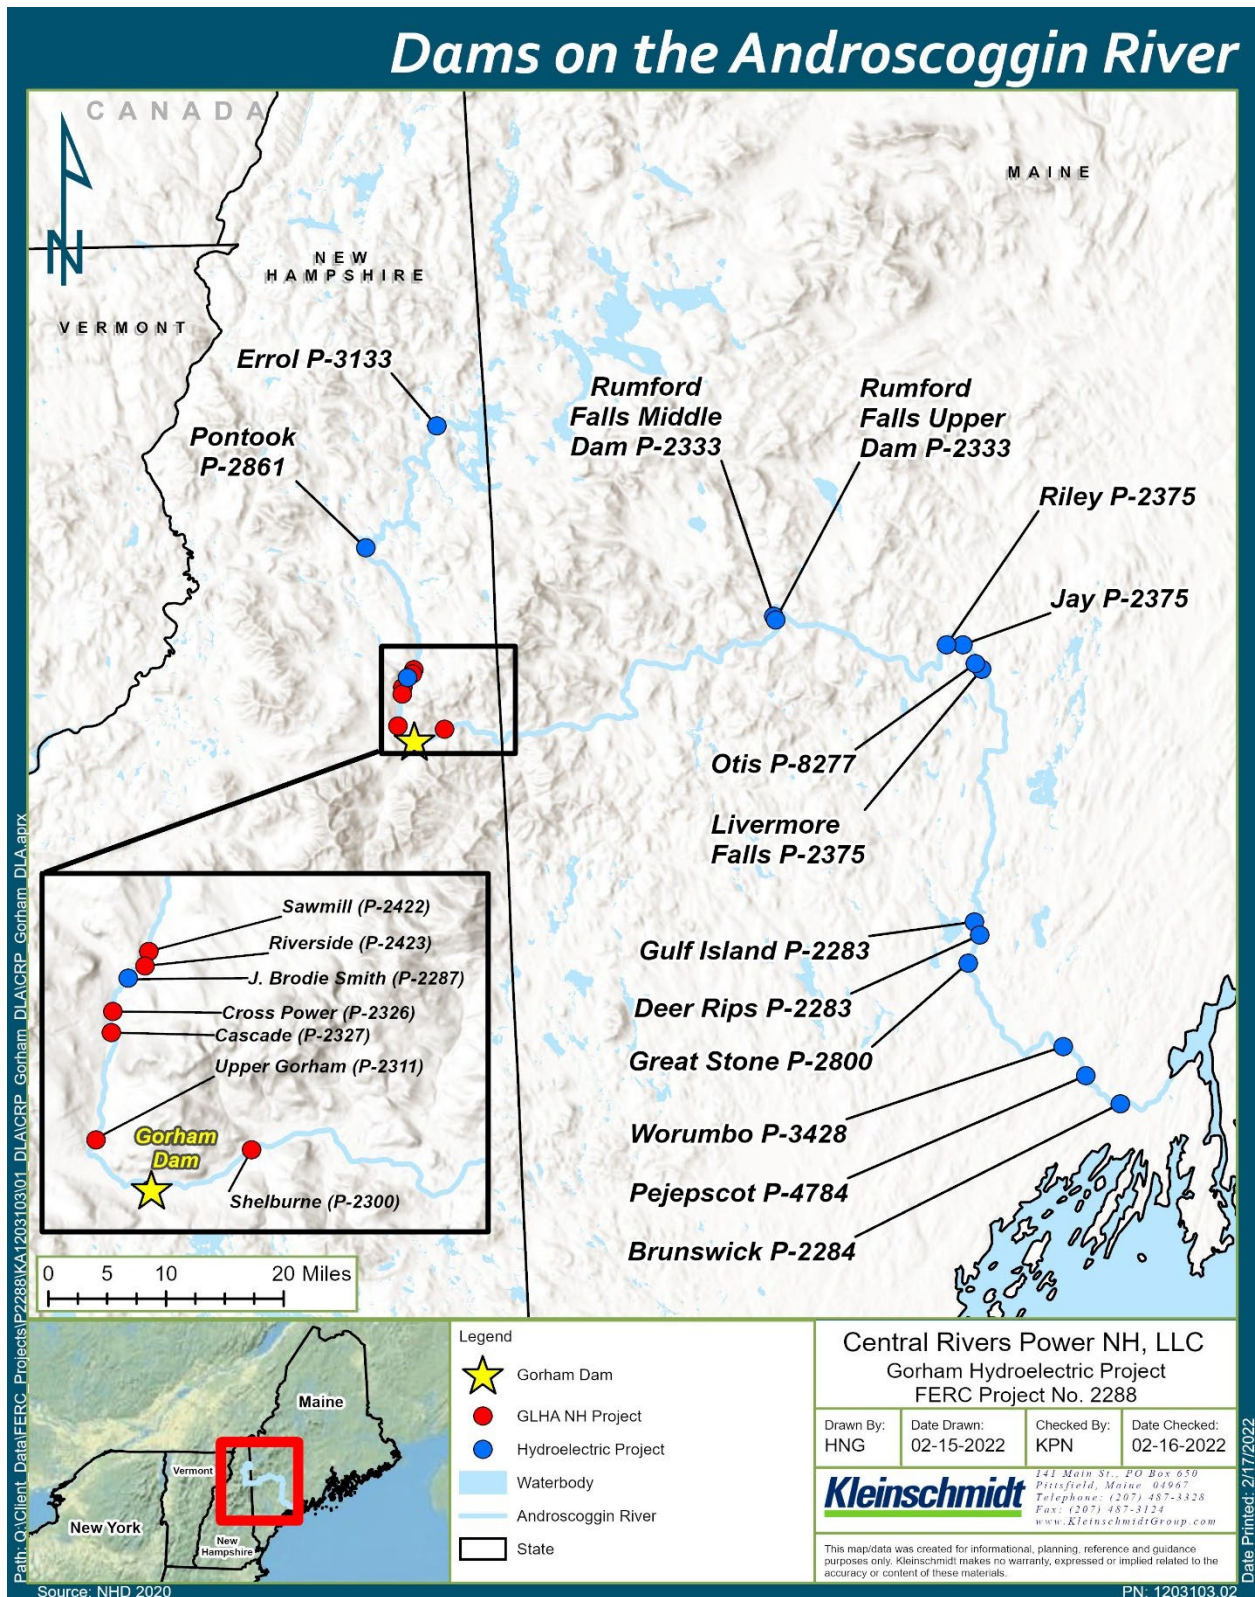 Dams on the Androscoggin River
CANADA
MAINE
NEW
HAMPSHIRE
VERMONT
N
Errol P-3133
Pontook
P-2861
Rumford
Falls Middle
Dam P-2333
Rumford
Falls Upper
Dam P-2333
Riley P-2375
Jay P-2375
Otis P-8277
Livermore
Falls P-2375
Gulf Island P-2283
Deer Rips P-2283
Great Stone P-2800
Worumbo P-3428
Pejepscot P-4784
Brunswick P-2284
Sawmill (P-2422)
Riverside (P-2423)
J. Brodie Smith (P-2287)
Cross Power (P-2326)
Cascade (P-2327)
Upper Gorham (P-2311)
Gorham
Dam
Shelburne (P-2300)
0 5 10 20 Miles
Maine
Vermont
New York
New
Hampshire
Legend
Gorham Dam
GLHA NH Project
Hydroelectric Project
Waterbody
Androscoggin River
State
Central Rivers Power NH, LLC
Gorham Hydroelectric Project
FERC Project No. 2288
Drawn By:
HNG
Date Drawn:
02-15-2022
Checked By:
KPN
Date Checked:
02-16-2022
Kleinschmidt
141 Main St., PO Box 650
Pittsfield, Maine 04967
Telephone: (207) 487-3328
Fax: (207) 487-3124
www.KleinschmidtGroup.com
This map/data was created for informational, planning, reference and guidance
purposes only. Kleinschmidt makes no warranty, expressed or implied related to the
accuracy or content of these materials.
Source: NHD 2020
PN: 1203103.02
Path: Q:\Client_Data\FERC_Projects\P2288\KA1203103\01_DLA\CRP_Gorham_DLA\CRP_Gorham_DLA.aprx
Date Printed: 2/17/2022